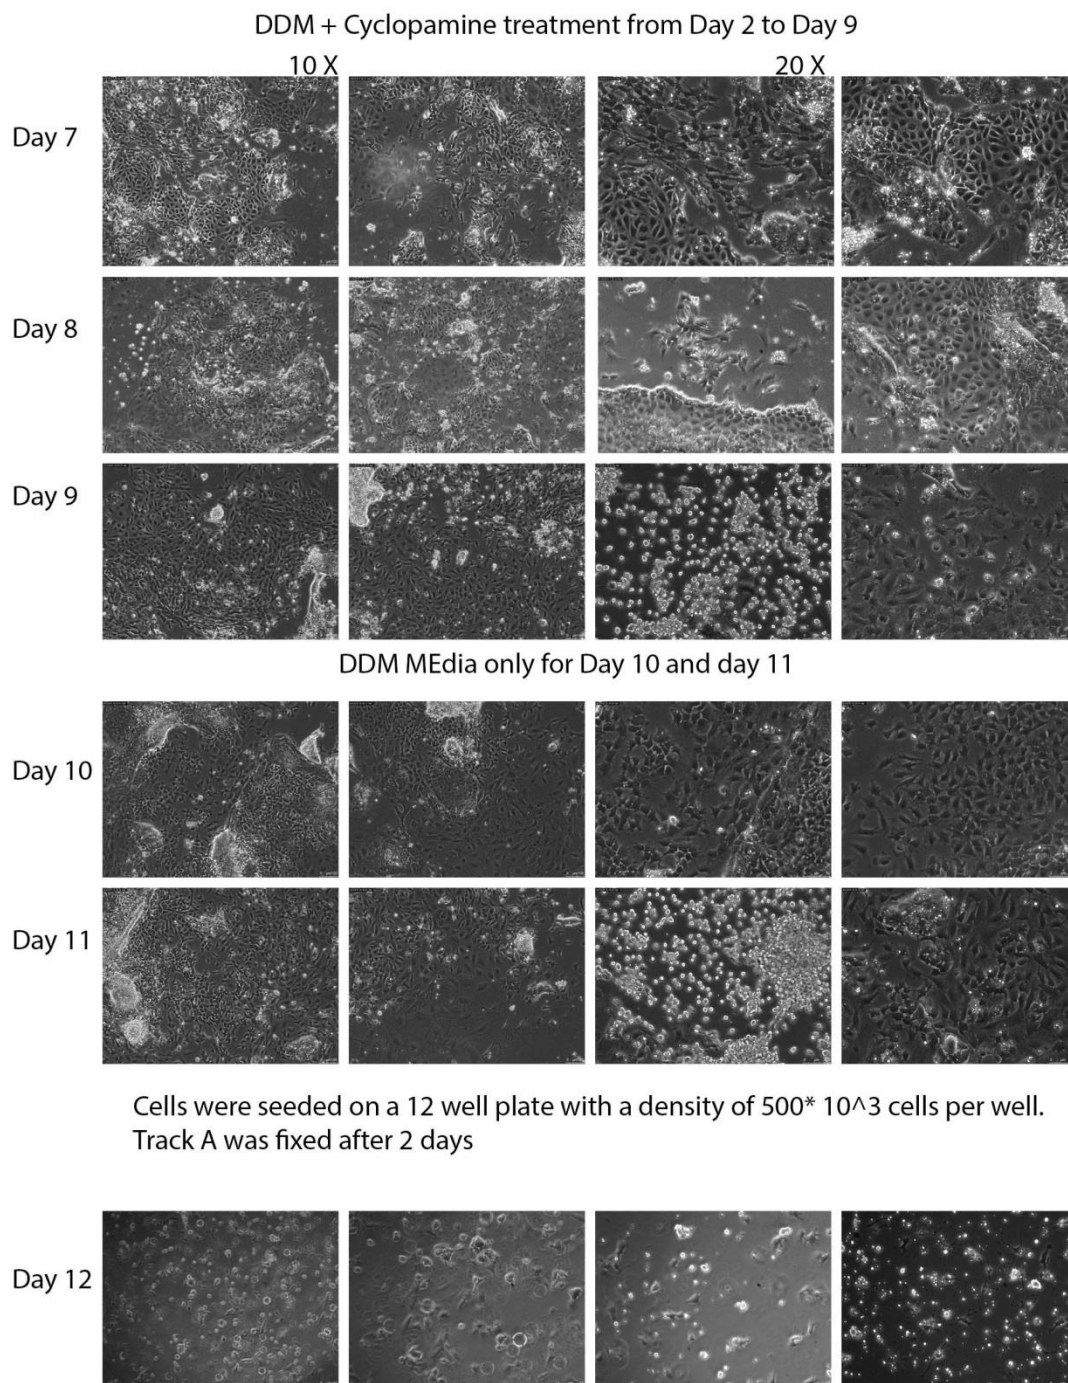 DDM + Cyclopamine treatment from Day 2 to Day 9
10 X
20 X
Day 7
Day 8
Day 9
DDM MEdia only for Day 10 and day 11
Day 10
Day 11
Cells were seeded on a 12 well plate with a density of 500* 10^3 cells per well.
Track A was fixed after 2 days
Day 12